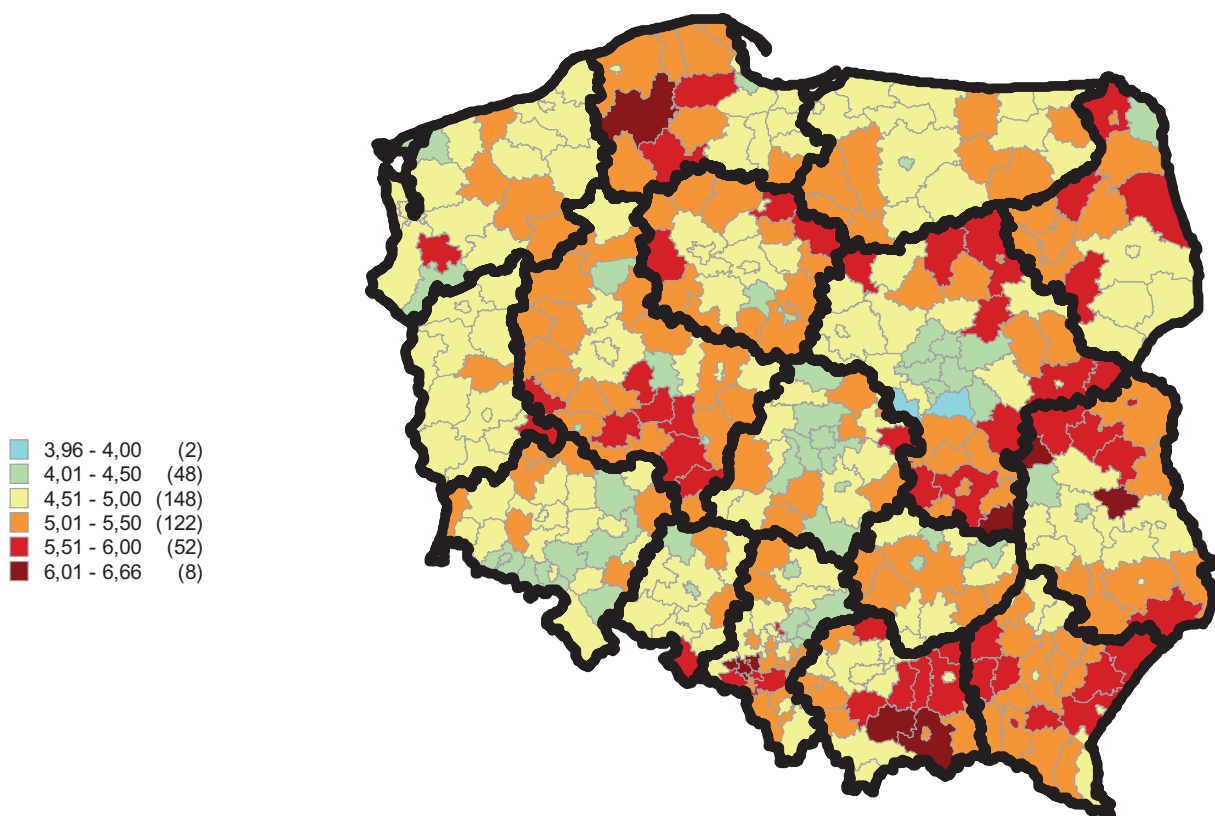 3,96 - 4,00 (2)
4,01 - 4,50 (48)
4,51 - 5,00 (148)
5,01 - 5,50 (122)
5,51 - 6,00 (52)
6,01 - 6,66 (8)